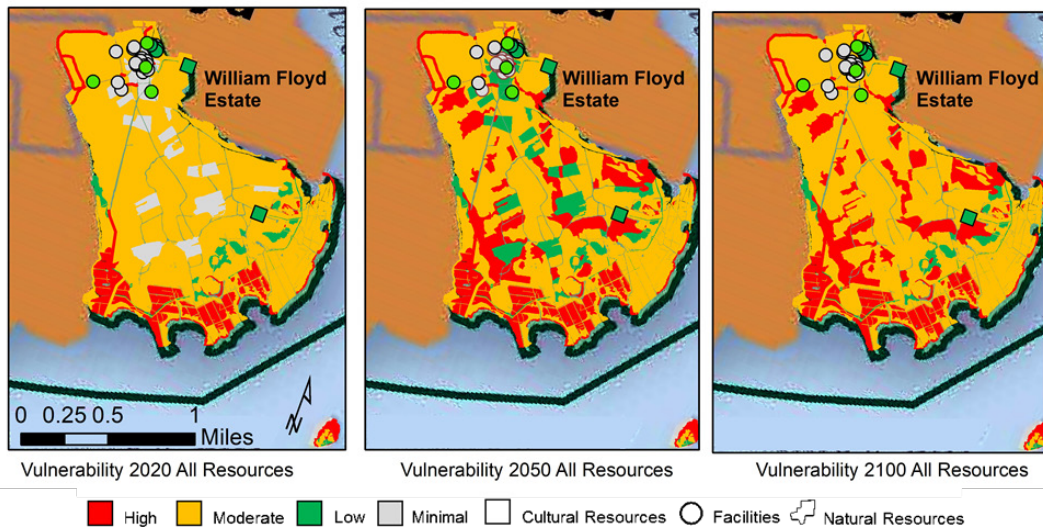 William Floyd
Estate
William Floyd
Estate
William Floyd
Estate
N
0 0.25 0.5 1
Miles
Vulnerability 2020 All Resources
Vulnerability 2050 All Resources
Vulnerability 2100 All Resources
High Moderate Low Minimal Cultural Resources Facilities Natural Resources